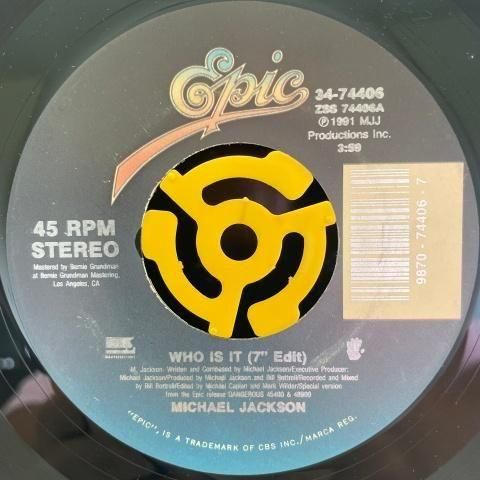 Epic
34-74406
ZSS 74406A
℗ 1991 MJJ
Productions Inc.
3:59
45 RPM
STEREO
Mastered by Bernie Grundman
at Bernie Grundman Mastering,
Los Angeles, CA
9870 - 74406 - 7
WHO IS IT (7" Edit)
-M. Jackson- Written and Composed by Michael Jackson/Executive Producer:
Michael Jackson/Produced by Michael Jackson and Bill Bottrell/Recorded and Mixed
by Bill Bottrell/Edited by Michael Caplan and Mark Wilder/Special version
from the Epic release DANGEROUS 45400 &
MICHAEL JACKSON
"EPIC", IS A TRADEMARK OF CBS INC./MARCA REG.